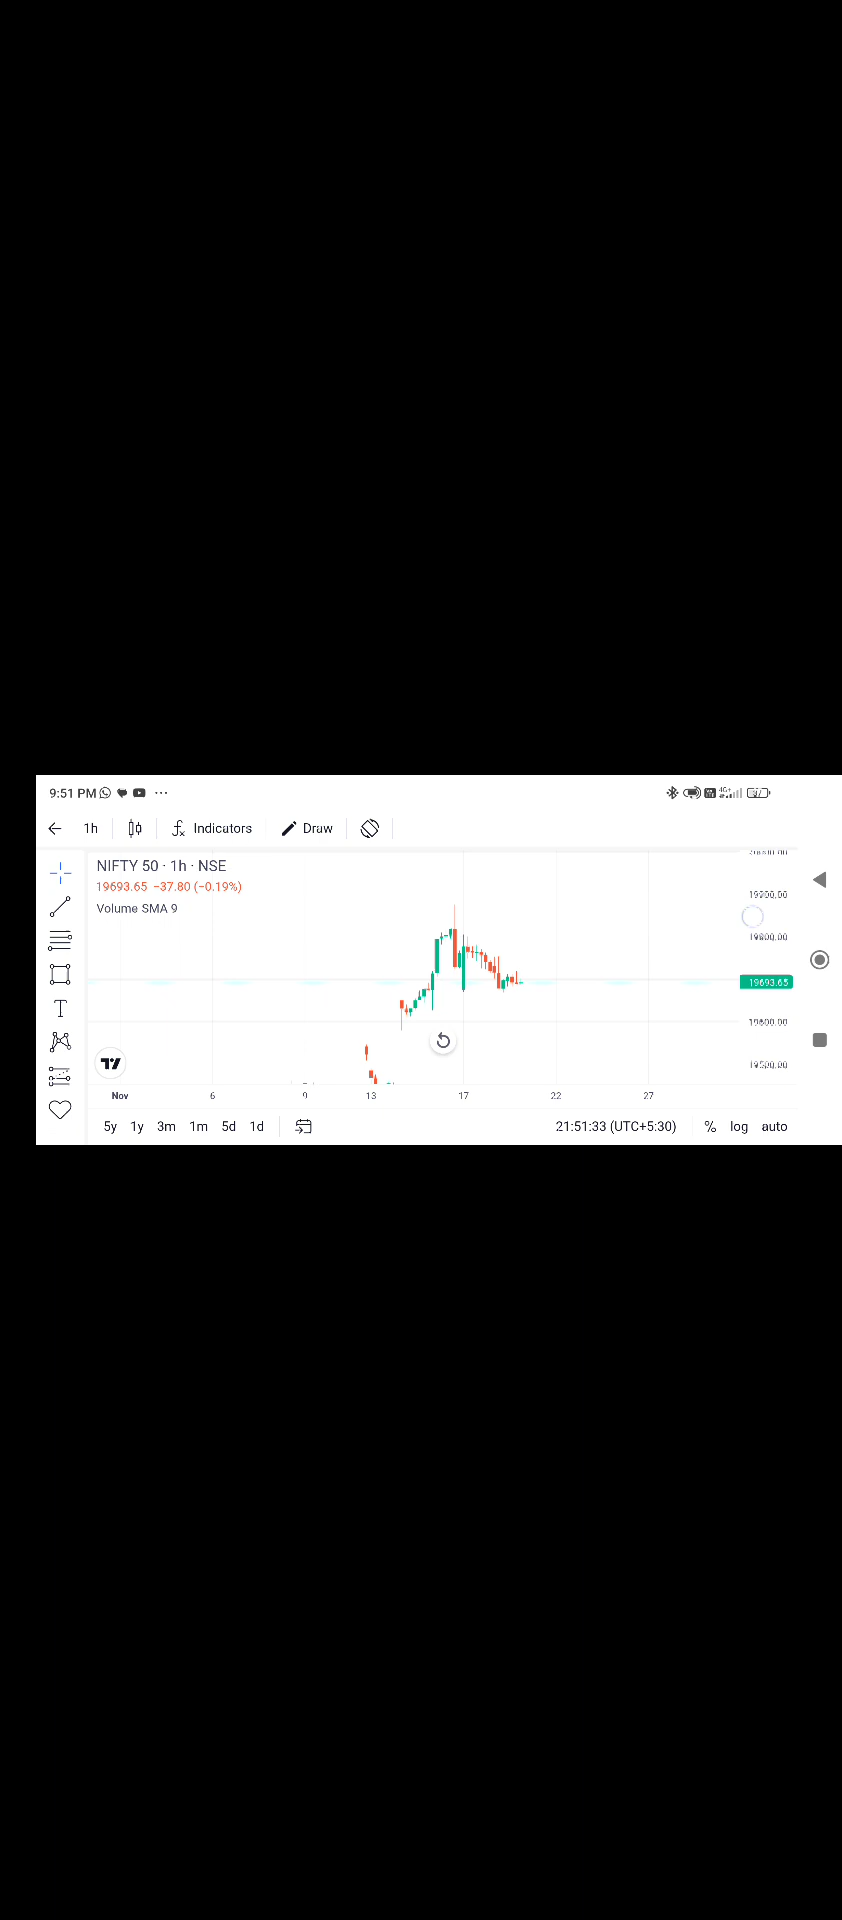 9:51 PM
1h Indicators Draw
NIFTY 50 · 1h · NSE
19693.65 −37.80 (−0.19%)
Volume SMA 9
19900.00
19800.00
19693.65
19600.00
19500.00
Nov 6 9 13 17 22 27
5y 1y 3m 1m 5d 1d 21:51:33 (UTC+5:30) % log auto